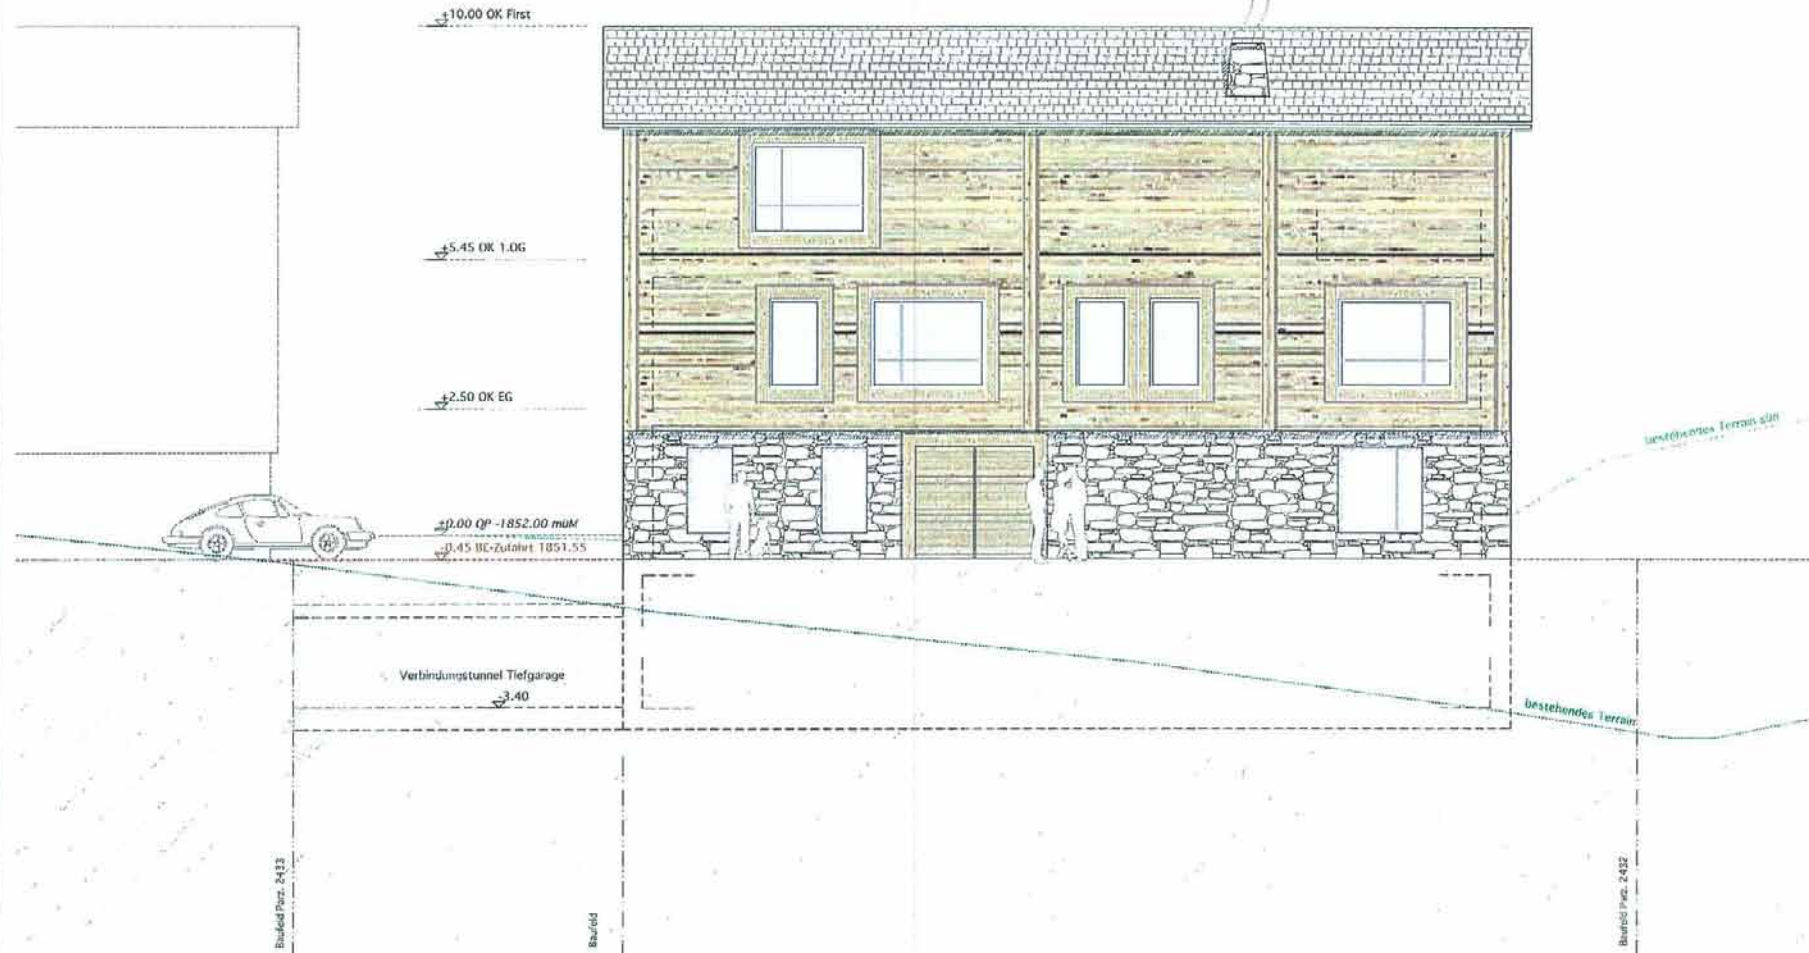 +10.00 OK First
+5.45 OK 1.OG
+2.50 OK EG
bestehendes Terrain
+0.00 OP -1852.00 müM
-0.45 BE-Zufahrt 1851.55
Verbindungstunnel Tiefgarage
-3.40
bestehendes Terrain
Baufeld Parz. 2433
Baufeld
Baufeld Parz. 2432